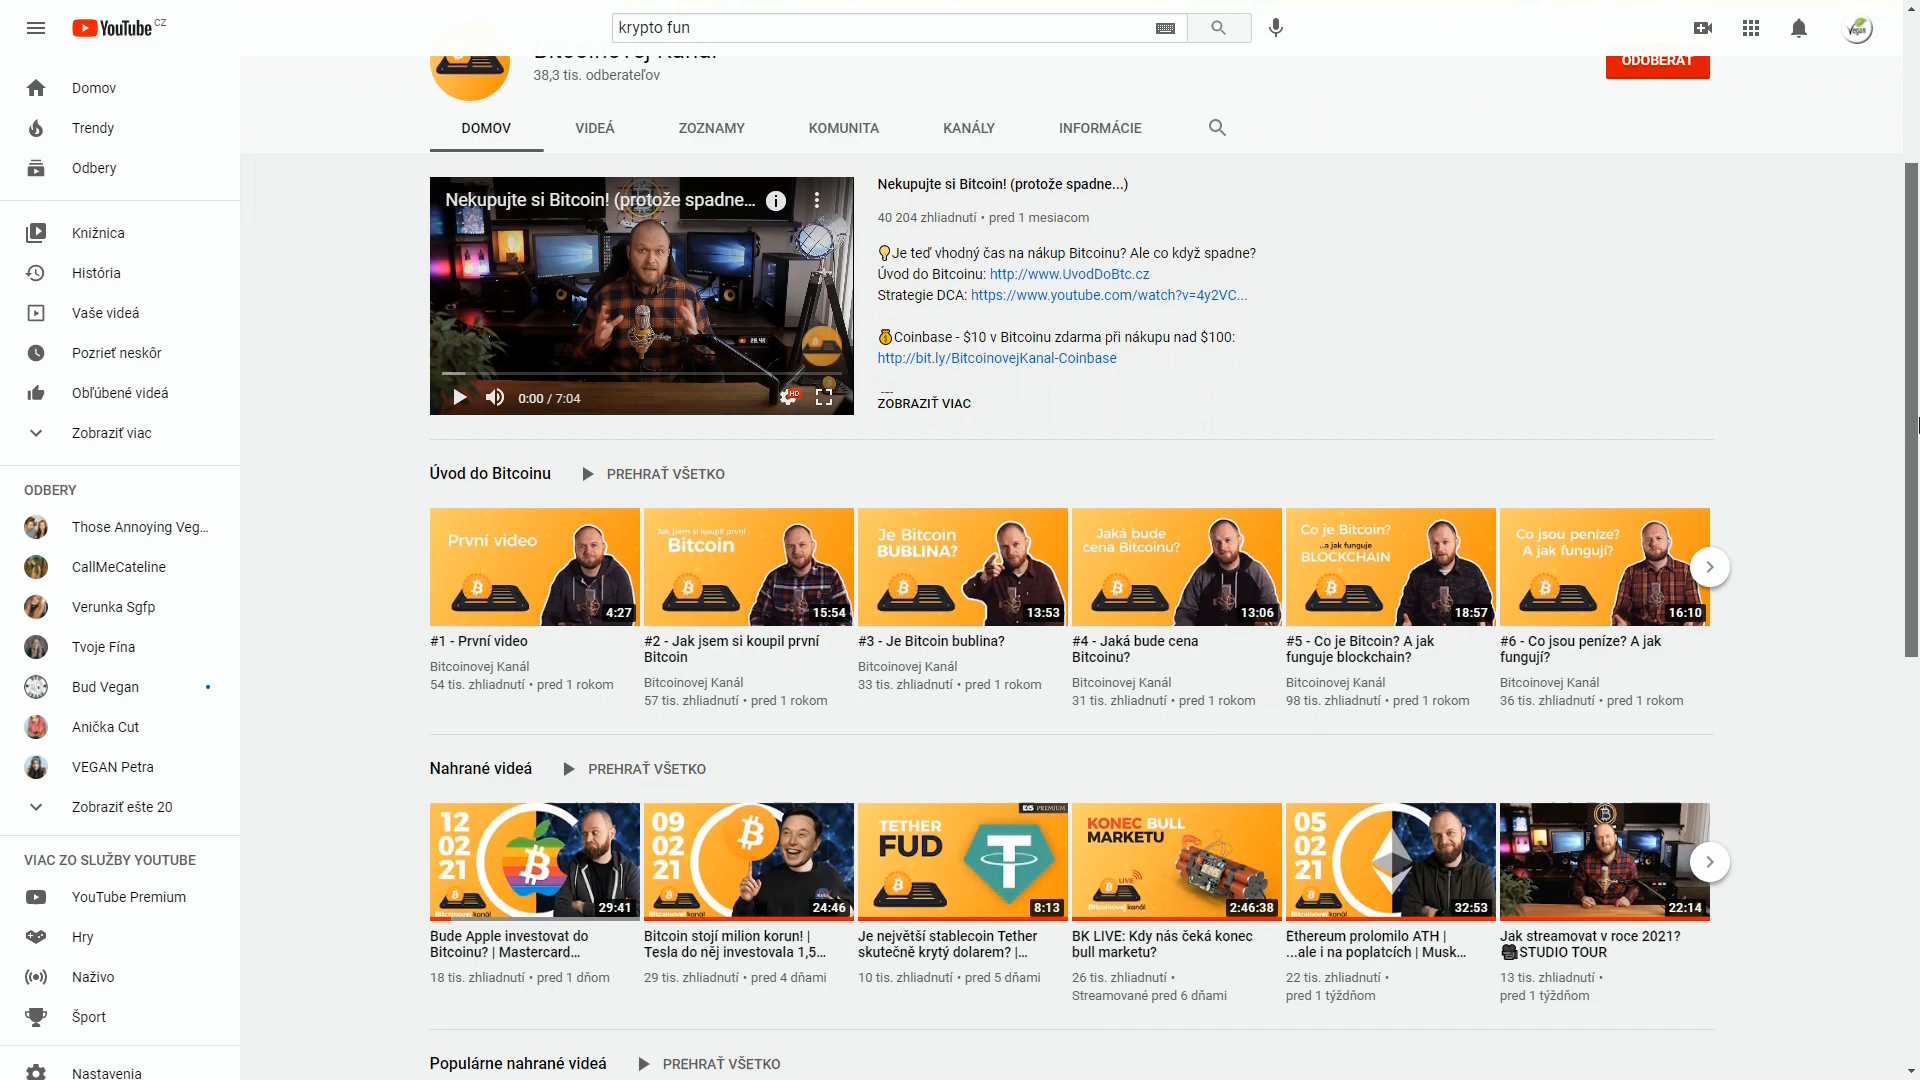 YouTube CZ
krypto fun
Domov
Trendy
Odbery
Knižnica
História
Vaše videá
Pozrieť neskôr
Obľúbené videá
Zobraziť viac
ODBERY
Those Annoying Veg...
CallMeCateline
Verunka Sgfp
Tvoje Fína
Bud Vegan
Anička Cut
VEGAN Petra
Zobraziť ešte 20
VIAC ZO SLUŽBY YOUTUBE
YouTube Premium
Hry
Naživo
Šport
Nastavenia
Bitcoinovej Kanál
38,3 tis. odberateľov
ODOBERAŤ
DOMOV VIDEÁ ZOZNAMY KOMUNITA KANÁLY INFORMÁCIE
Nekupujte si Bitcoin! (protože spadne...
0:00 / 7:04
HD
Nekupujte si Bitcoin! (protože spadne...)
40 204 zhliadnutí • pred 1 mesiacom
Je teď vhodný čas na nákup Bitcoinu? Ale co když spadne?
Úvod do Bitcoinu: http://www.UvodDoBtc.cz
Strategie DCA: https://www.youtube.com/watch?v=4y2VC...
Coinbase - $10 v Bitcoinu zdarma při nákupu nad $100:
http://bit.ly/BitcoinovejKanal-Coinbase
ZOBRAZIŤ VIAC
Úvod do Bitcoinu PREHRAŤ VŠETKO
První video
4:27
#1 - První video
Bitcoinovej Kanál
54 tis. zhliadnutí • pred 1 rokom
Jak jsem si koupil první
Bitcoin
15:54
#2 - Jak jsem si koupil první
Bitcoin
Bitcoinovej Kanál
57 tis. zhliadnutí • pred 1 rokom
Je Bitcoin
BUBLINA?
13:53
#3 - Je Bitcoin bublina?
Bitcoinovej Kanál
33 tis. zhliadnutí • pred 1 rokom
Jaká bude
cena Bitcoinu?
13:06
#4 - Jaká bude cena
Bitcoinu?
Bitcoinovej Kanál
31 tis. zhliadnutí • pred 1 rokom
Co je Bitcoin?
..a jak funguje
BLOCKCHAIN
18:57
#5 - Co je Bitcoin? A jak
funguje blockchain?
Bitcoinovej Kanál
98 tis. zhliadnutí • pred 1 rokom
Co jsou peníze?
A jak fungují?
16:10
#6 - Co jsou peníze? A jak
fungují?
Bitcoinovej Kanál
36 tis. zhliadnutí • pred 1 rokom
Nahrané videá PREHRAŤ VŠETKO
12
02
21
Bitcoinovej kanál
29:41
Bude Apple investovat do
Bitcoinu? | Mastercard...
18 tis. zhliadnutí • pred 1 dňom
09
02
21
Bitcoinovej kanál
24:46
Bitcoin stojí milion korun! |
Tesla do něj investovala 1,5...
29 tis. zhliadnutí • pred 4 dňami
PREMIUM
TETHER
FUD
8:13
Je největší stablecoin Tether
skutečně krytý dolarem? |...
10 tis. zhliadnutí • pred 5 dňami
KONEC BULL
MARKETU
LIVE
Bitcoinovej kanál
2:46:38
BK LIVE: Kdy nás čeká konec
bull marketu?
26 tis. zhliadnutí •
Streamované pred 6 dňami
05
02
21
Bitcoinovej kanál
32:53
Ethereum prolomilo ATH |
...ale i na poplatcích | Musk...
22 tis. zhliadnutí •
pred 1 týždňom
22:14
Jak streamovat v roce 2021?
STUDIO TOUR
13 tis. zhliadnutí •
pred 1 týždňom
Populárne nahrané videá PREHRAŤ VŠETKO